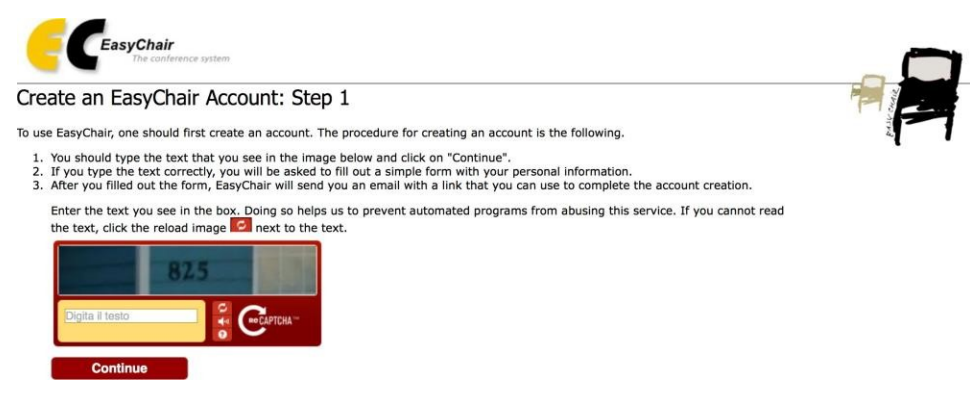 EC EasyChair
The conference system
EASY CHAIR
Create an EasyChair Account: Step 1
To use EasyChair, one should first create an account. The procedure for creating an account is the following.
1. You should type the text that you see in the image below and click on "Continue".
2. If you type the text correctly, you will be asked to fill out a simple form with your personal information.
3. After you filled out the form, EasyChair will send you an email with a link that you can use to complete the account creation.
Enter the text you see in the box. Doing so helps us to prevent automated programs from abusing this service. If you cannot read
the text, click the reload image next to the text.
825
Digita il testo
reCAPTCHA™
Continue